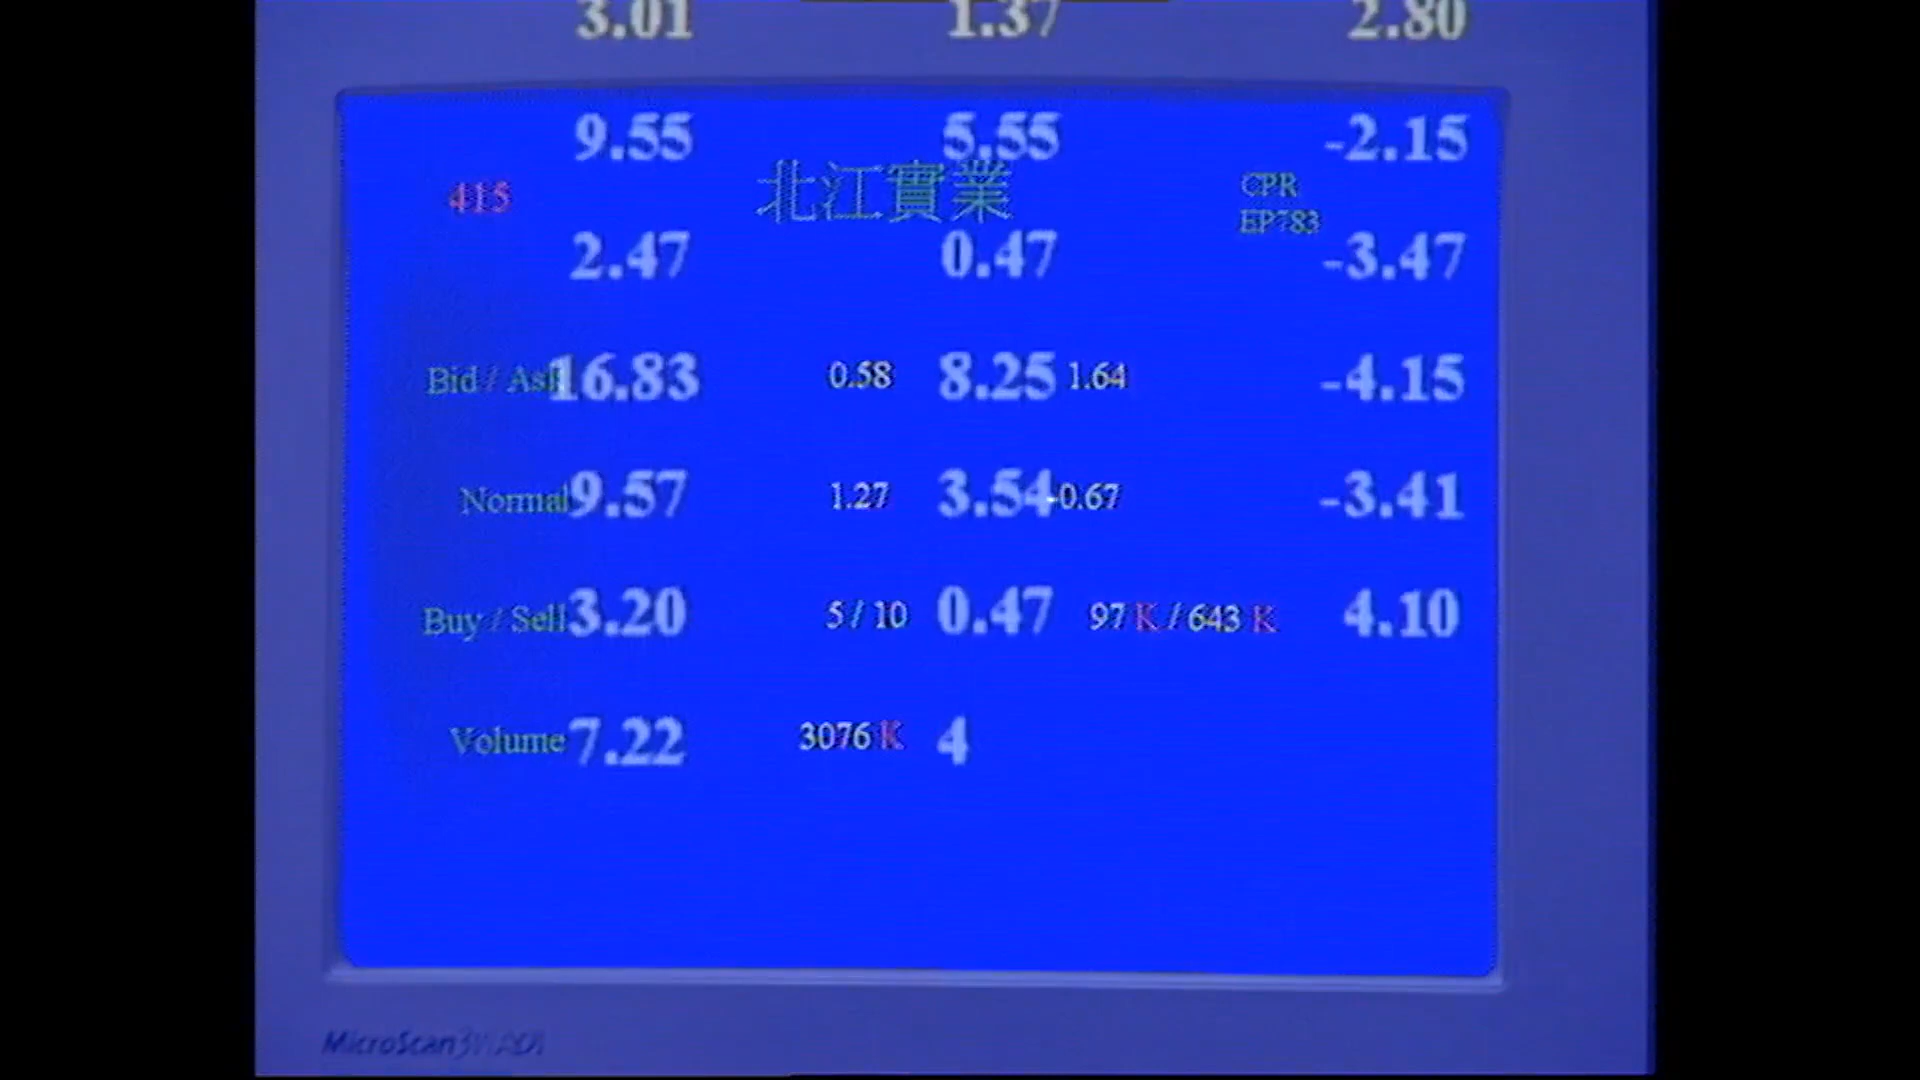 3.01 1.37 2.80
9.55 5.55 -2.15
415 北江實業 CPR
EP783
2.47 0.47 -3.47
Bid / Ask 16.83 0.58 8.25 1.64 -4.15
Normal 9.57 1.27 3.54 -0.67 -3.41
Buy / Sell 3.20 5 / 10 0.47 97 K / 643 K 4.10
Volume 7.22 3076 K 4
MicroScan